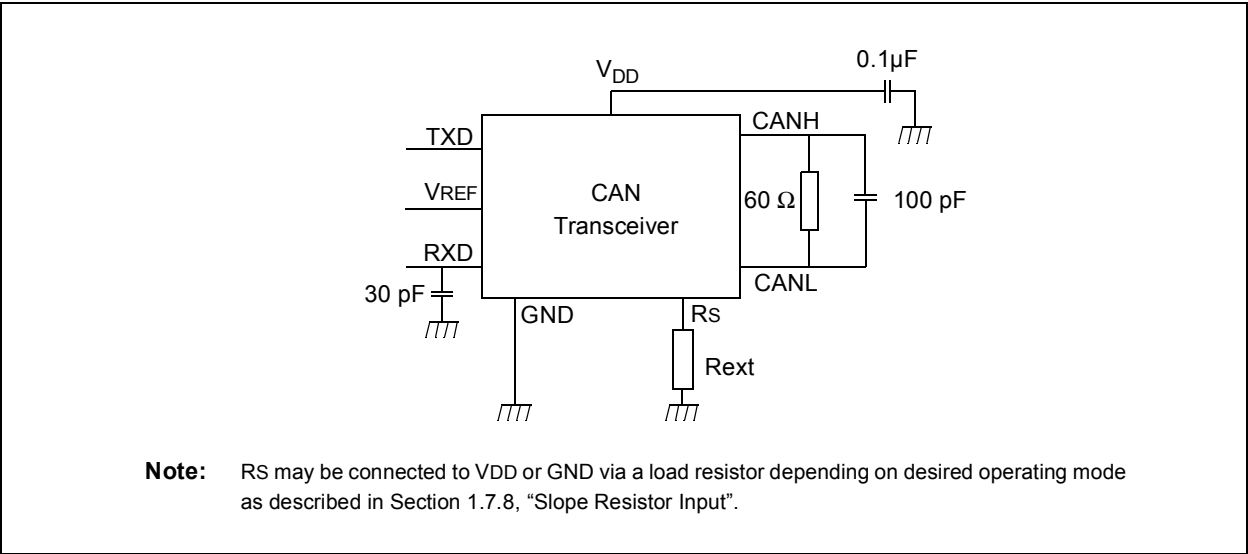 0.1µF
VDD
CANH
TXD
VREF
CAN
Transceiver
60 Ω
100 pF
RXD
CANL
30 pF
GND
RS
Rext
Note: RS may be connected to VDD or GND via a load resistor depending on desired operating mode
as described in Section 1.7.8, “Slope Resistor Input”.